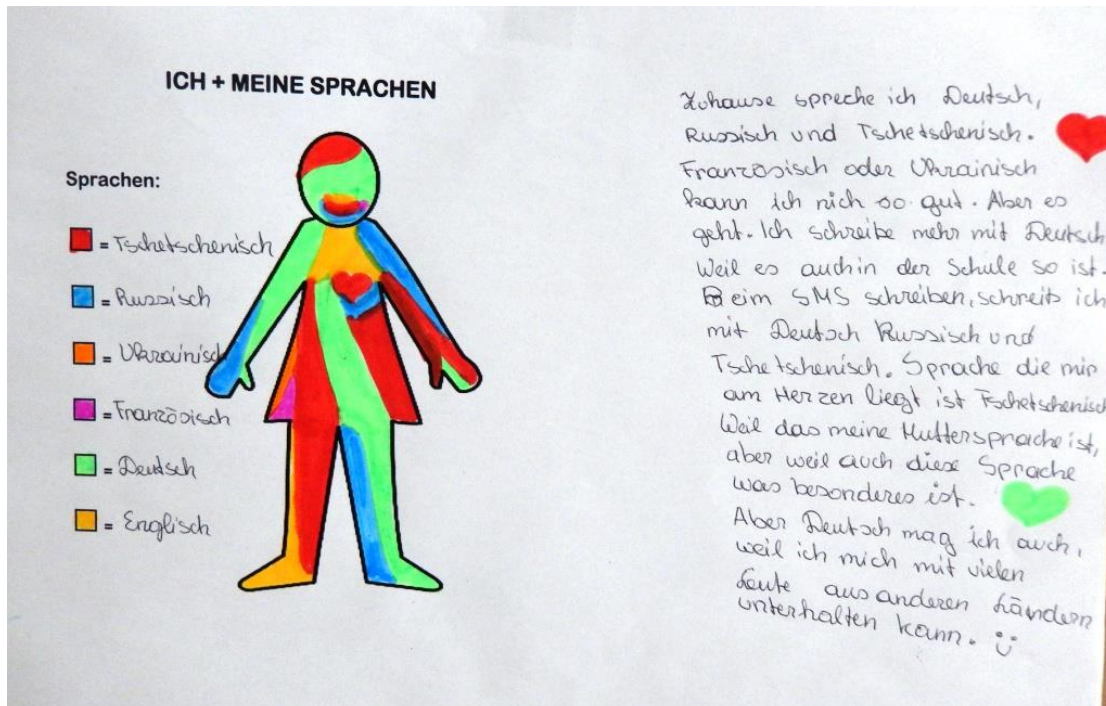 ICH + MEINE SPRACHEN
Sprachen:
= Tschetschenisch
= Russisch
= Ukrainisch
= Französisch
= Deutsch
= Englisch
Zuhause spreche ich Deutsch,
Russisch und Tschetschenisch.
Französisch oder Ukrainisch
kann ich nich so gut. Aber es
geht. Ich schreibe mehr mit Deutsch
Weil es auch in der Schule so ist.
Beim SMS schreiben, schreib ich
mit Deutsch Russisch und
Tschetschenisch. Sprache die mir
am Herzen liegt ist Tschetschenisch
Weil das meine Muttersprache ist,
aber weil auch diese Sprache
was besonderes ist.
Aber Deutsch mag ich auch,
weil ich mich mit vielen
Leute aus anderen Ländern
unterhalten kann.